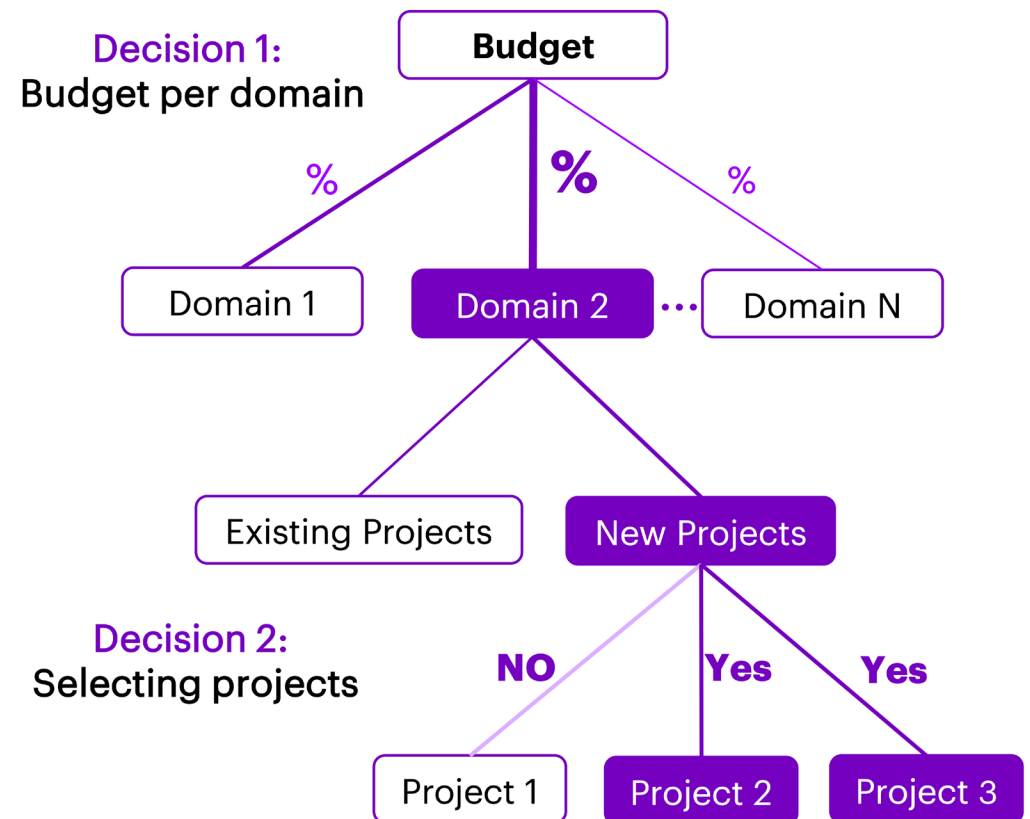 Decision 1:
Budget per domain
Budget
%
%
%
Domain 1
Domain 2
...
Domain N
Existing Projects
New Projects
Decision 2:
Selecting projects
NO
Yes
Yes
Project 1
Project 2
Project 3